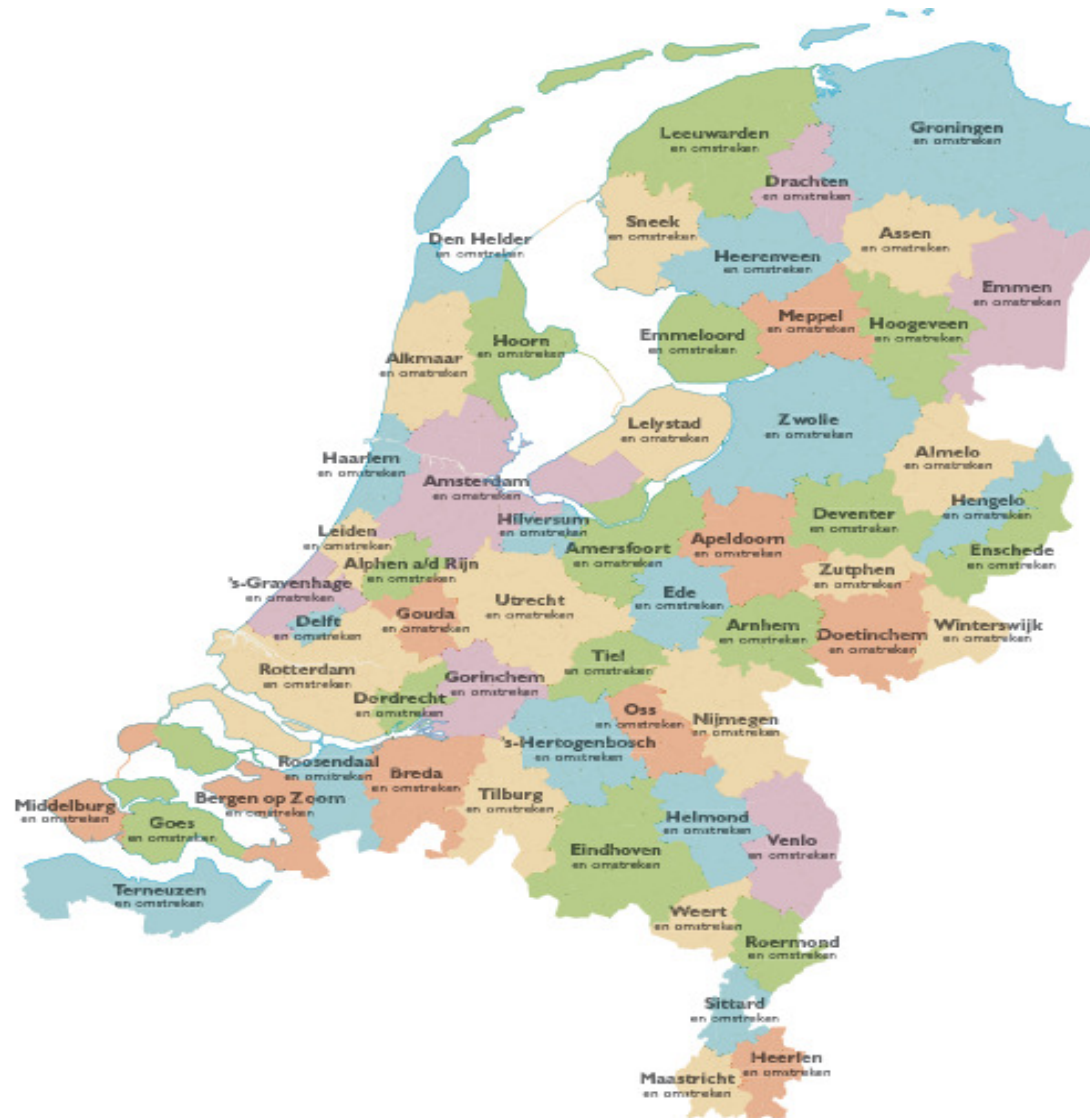 Groningen
en omstreken
Leeuwarden
en omstreken
Drachten
en omstreken
Sneek
en omstreken
Assen
en omstreken
Den Helder
en omstreken
Heerenveen
en omstreken
Emmen
en omstreken
Meppel
en omstreken
Hoogeveen
en omstreken
Emmeloord
en omstreken
Hoorn
en omstreken
Alkmaar
en omstreken
Lelystad
en omstreken
Zwolle
en omstreken
Almelo
en omstreken
Haarlem
en omstreken
Amsterdam
en omstreken
Hengelo
en omstreken
Deventer
en omstreken
Hilversum
en omstreken
Leiden
en omstreken
Amersfoort
en omstreken
Apeldoorn
en omstreken
Enschede
en omstreken
Alphen a/d Rijn
en omstreken
Zutphen
en omstreken
's-Gravenhage
en omstreken
Utrecht
en omstreken
Ede
en omstreken
Gouda
en omstreken
Delft
en omstreken
Arnhem
en omstreken
Doetinchem
en omstreken
Winterswijk
en omstreken
Tiel
en omstreken
Rotterdam
en omstreken
Gorinchem
en omstreken
Dordrecht
en omstreken
Oss
en omstreken
Nijmegen
en omstreken
's-Hertogenbosch
en omstreken
Roosendaal
en omstreken
Breda
en omstreken
Tilburg
en omstreken
Bergen op Zoom
en omstreken
Middelburg
en omstreken
Goes
en omstreken
Helmond
en omstreken
Venlo
en omstreken
Eindhoven
en omstreken
Terneuzen
en omstreken
Weert
en omstreken
Roermond
en omstreken
Sittard
en omstreken
Heerlen
en omstreken
Maastricht
en omstreken